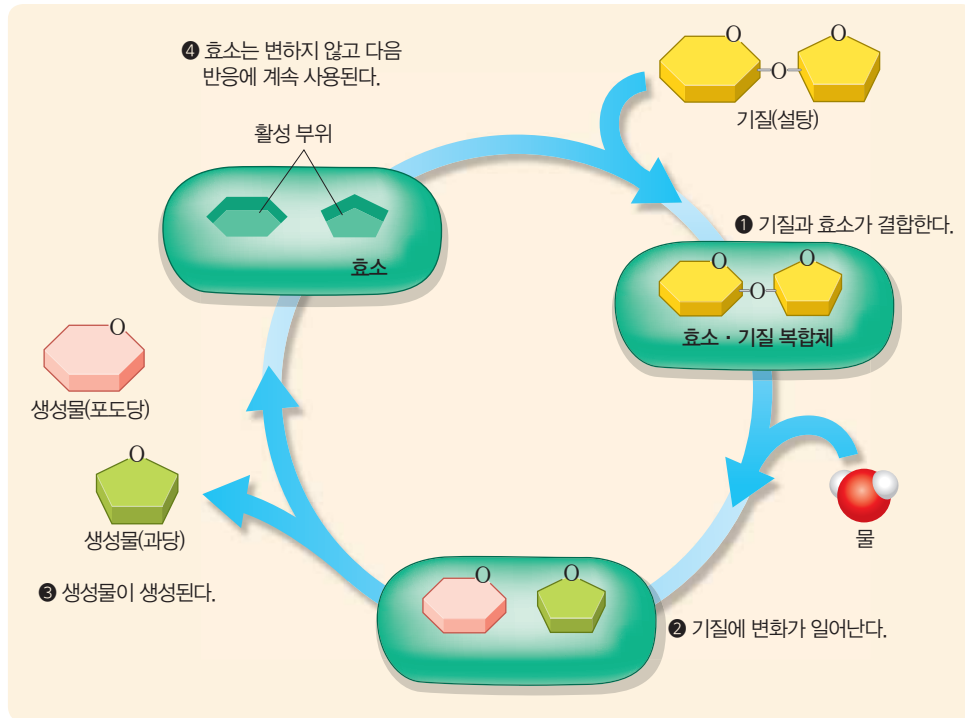 ❹ 효소는 변하지 않고 다음
반응에 계속 사용된다.
활성 부위
효소
O
O
O
기질(설탕)
❶ 기질과 효소가 결합한다.
O
O
O
효소 · 기질 복합체
물
❷ 기질에 변화가 일어난다.
O
O
❸ 생성물이 생성된다.
O
생성물(포도당)
O
생성물(과당)